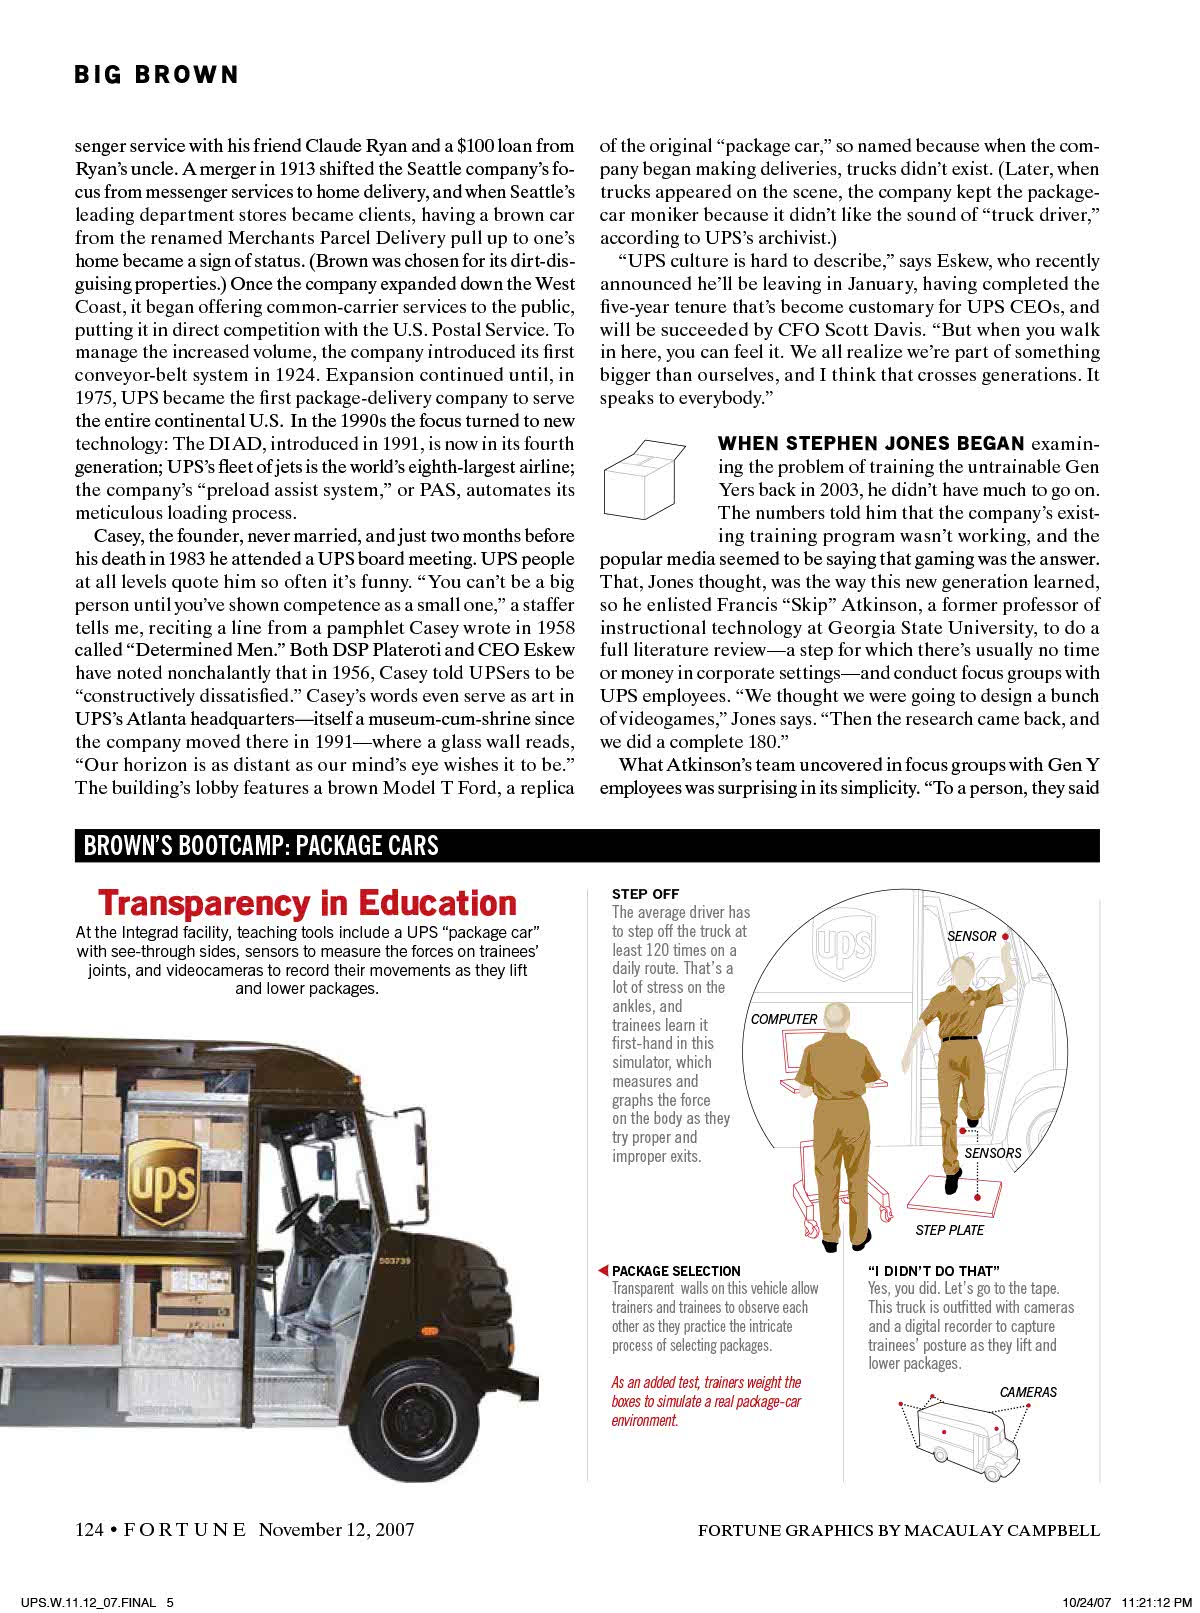 BIG BROWN
senger service with his friend Claude Ryan and a $100 loan from
Ryan's uncle. A merger in 1913 shifted the Seattle company's fo-
cus from messenger services to home delivery, and when Seattle's
leading department stores became clients, having a brown car
from the renamed Merchants Parcel Delivery pull up to one's
home became a sign of status. (Brown was chosen for its dirt-dis-
guising properties.) Once the company expanded down the West
Coast, it began offering common-carrier services to the public,
putting it in direct competition with the U.S. Postal Service. To
manage the increased volume, the company introduced its first
conveyor-belt system in 1924. Expansion continued until, in
1975, UPS became the first package-delivery company to serve
the entire continental U.S. In the 1990s the focus turned to new
technology: The DIAD, introduced in 1991, is now in its fourth
generation; UPS's fleet of jets is the world's eighth-largest airline;
the company's “preload assist system,” or PAS, automates its
meticulous loading process.
Casey, the founder, never married, and just two months before
his death in 1983 he attended a UPS board meeting. UPS people
at all levels quote him so often it's funny. “You can't be a big
person until you've shown competence as a small one,” a staffer
tells me, reciting a line from a pamphlet Casey wrote in 1958
called “Determined Men.” Both DSP Plateroti and CEO Eskew
have noted nonchalantly that in 1956, Casey told UPSers to be
“constructively dissatisfied.” Casey's words even serve as art in
UPS's Atlanta headquarters—itself a museum-cum-shrine since
the company moved there in 1991—where a glass wall reads,
“Our horizon is as distant as our mind's eye wishes it to be.”
The building's lobby features a brown Model T Ford, a replica
of the original “package car,” so named because when the com-
pany began making deliveries, trucks didn't exist. (Later, when
trucks appeared on the scene, the company kept the package-
car moniker because it didn't like the sound of “truck driver,”
according to UPS's archivist.)
“UPS culture is hard to describe,” says Eskew, who recently
announced he'll be leaving in January, having completed the
five-year tenure that's become customary for UPS CEOs, and
will be succeeded by CFO Scott Davis. “But when you walk
in here, you can feel it. We all realize we're part of something
bigger than ourselves, and I think that crosses generations. It
speaks to everybody.”
WHEN STEPHEN JONES BEGAN examin-
ing the problem of training the untrainable Gen
Yers back in 2003, he didn't have much to go on.
The numbers told him that the company's exist-
ing training program wasn't working, and the
popular media seemed to be saying that gaming was the answer.
That, Jones thought, was the way this new generation learned,
so he enlisted Francis “Skip” Atkinson, a former professor of
instructional technology at Georgia State University, to do a
full literature review—a step for which there's usually no time
or money in corporate settings—and conduct focus groups with
UPS employees. “We thought we were going to design a bunch
of videogames,” Jones says. “Then the research came back, and
we did a complete 180.”
What Atkinson's team uncovered in focus groups with Gen Y
employees was surprising in its simplicity. “To a person, they said
BROWN'S BOOTCAMP: PACKAGE CARS
Transparency in Education
At the Integrad facility, teaching tools include a UPS “package car”
with see-through sides, sensors to measure the forces on trainees'
joints, and videocameras to record their movements as they lift
and lower packages.
ups
503739
STEP OFF
The average driver has
to step off the truck at
least 120 times on a
daily route. That's a
lot of stress on the
ankles, and
trainees learn it
first-hand in this
simulator, which
measures and
graphs the force
on the body as they
try proper and
improper exits.
ups
SENSOR
COMPUTER
SENSORS
STEP PLATE
PACKAGE SELECTION
Transparent walls on this vehicle allow
trainers and trainees to observe each
other as they practice the intricate
process of selecting packages.
As an added test, trainers weight the
boxes to simulate a real package-car
environment.
“I DIDN'T DO THAT”
Yes, you did. Let's go to the tape.
This truck is outfitted with cameras
and a digital recorder to capture
trainees' posture as they lift and
lower packages.
CAMERAS
124 • FORTUNE November 12, 2007
FORTUNE GRAPHICS BY MACAULAY CAMPBELL
UPS.W.11.12_07.FINAL 5
10/24/07 11:21:12 PM